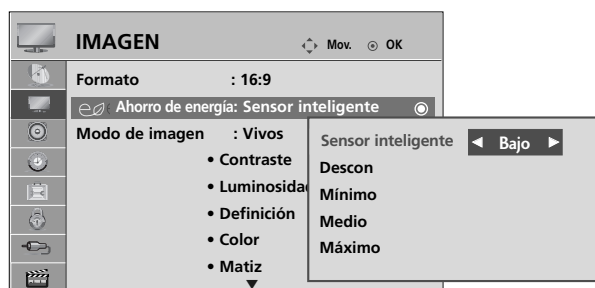 IMAGEN
Mov. OK
Formato : 16:9
Ahorro de energía: Sensor inteligente
Modo de imagen : Vivos
• Contraste
• Luminosidad
• Definición
• Color
• Matiz
Sensor inteligente ◄ Bajo ►
Descon
Mínimo
Medio
Máximo